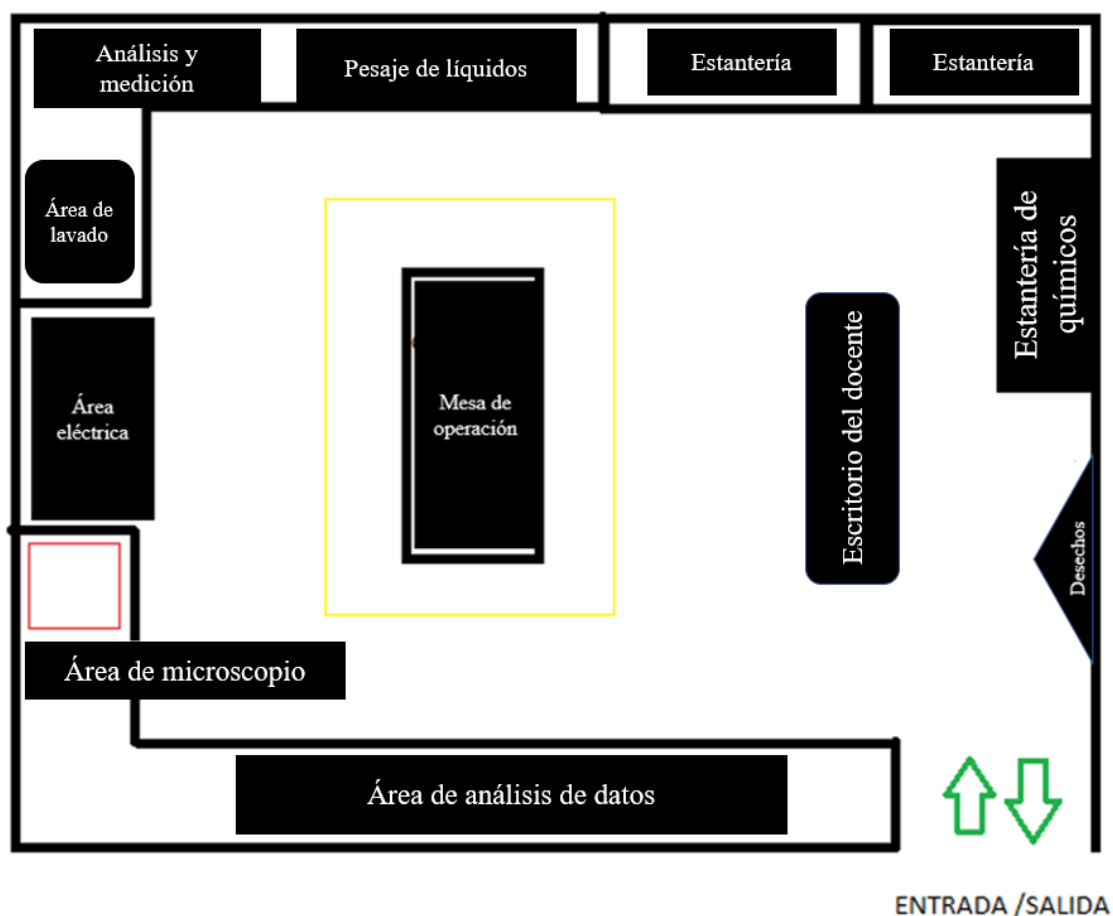 Análisis y
medición
Pesaje de líquidos
Estantería
Estantería
Área de
lavado
Estantería de
químicos
Área
eléctrica
Mesa de
operación
Escritorio del docente
Desechos
Área de microscopio
Área de análisis de datos
ENTRADA /SALIDA